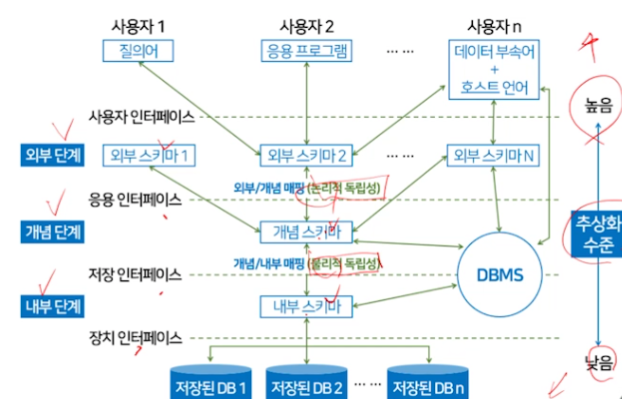 사용자 1
사용자 2
사용자 n
질의어
응용 프로그램
... ...
데이터 부속어
+
호스트 언어
높음
사용자 인터페이스
외부 단계
외부 스키마 1
외부 스키마 2
... ...
외부 스키마 N
외부/개념 매핑 (논리적 독립성)
응용 인터페이스
개념 단계
개념 스키마
추상화
수준
개념/내부 매핑 (물리적 독립성)
저장 인터페이스
DBMS
내부 단계
내부 스키마
장치 인터페이스
낮음
저장된 DB 1
저장된 DB 2
... ...
저장된 DB n